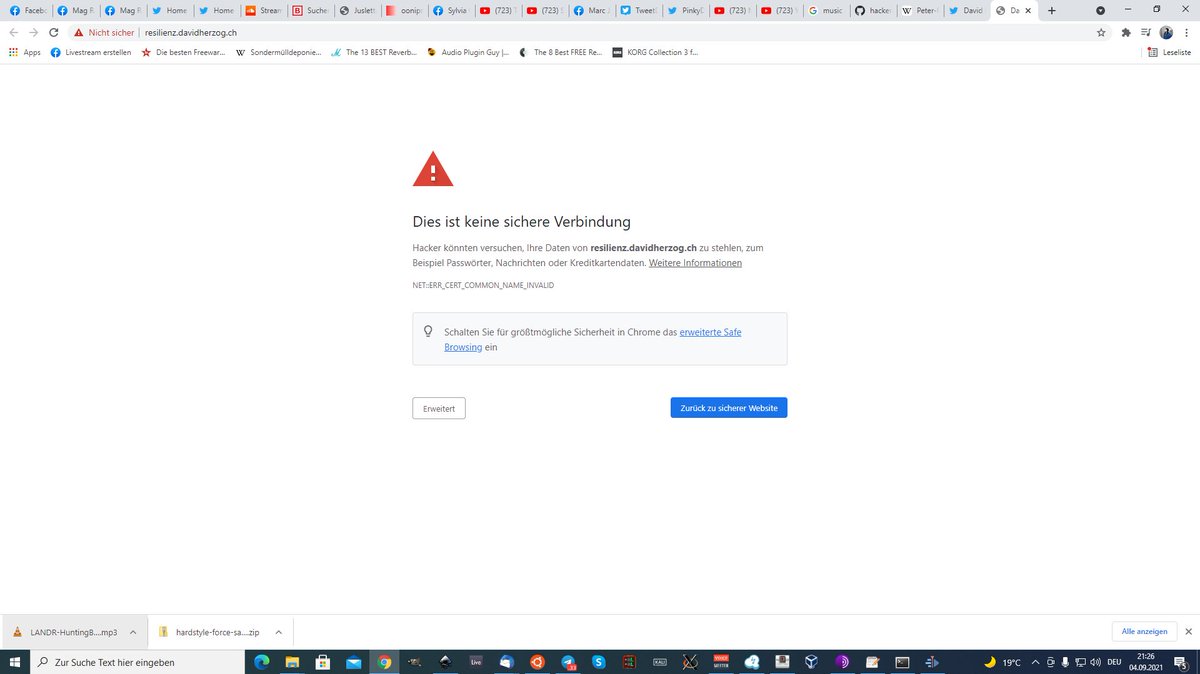 Faceb
Mag F
Mag F
Home
Home
Stream
Suche
Juslett
oonip
Sylvia
(723) T
(723) S
Marc J
TweetD
PinkyD
(723) I
(723) Y
music
hacke
Peter-
David
Da
Nicht sicher
resilienz.davidherzog.ch
Apps
Livestream erstellen
Die besten Freewar...
Sondermülldeponie...
The 13 BEST Reverb...
Audio Plugin Guy |...
The 8 Best FREE Re...
KORG Collection 3 f...
Leseliste
Dies ist keine sichere Verbindung
Hacker könnten versuchen, Ihre Daten von resilienz.davidherzog.ch zu stehlen, zum
Beispiel Passwörter, Nachrichten oder Kreditkartendaten. Weitere Informationen
NET::ERR_CERT_COMMON_NAME_INVALID
Schalten Sie für größtmögliche Sicherheit in Chrome das erweiterte Safe
Browsing ein
Erweitert
Zurück zu sicherer Website
LANDR-HuntingB....mp3
hardstyle-force-sa....zip
Alle anzeigen
Zur Suche Text hier eingeben
Live
19°C
DEU
21:26
04.09.2021